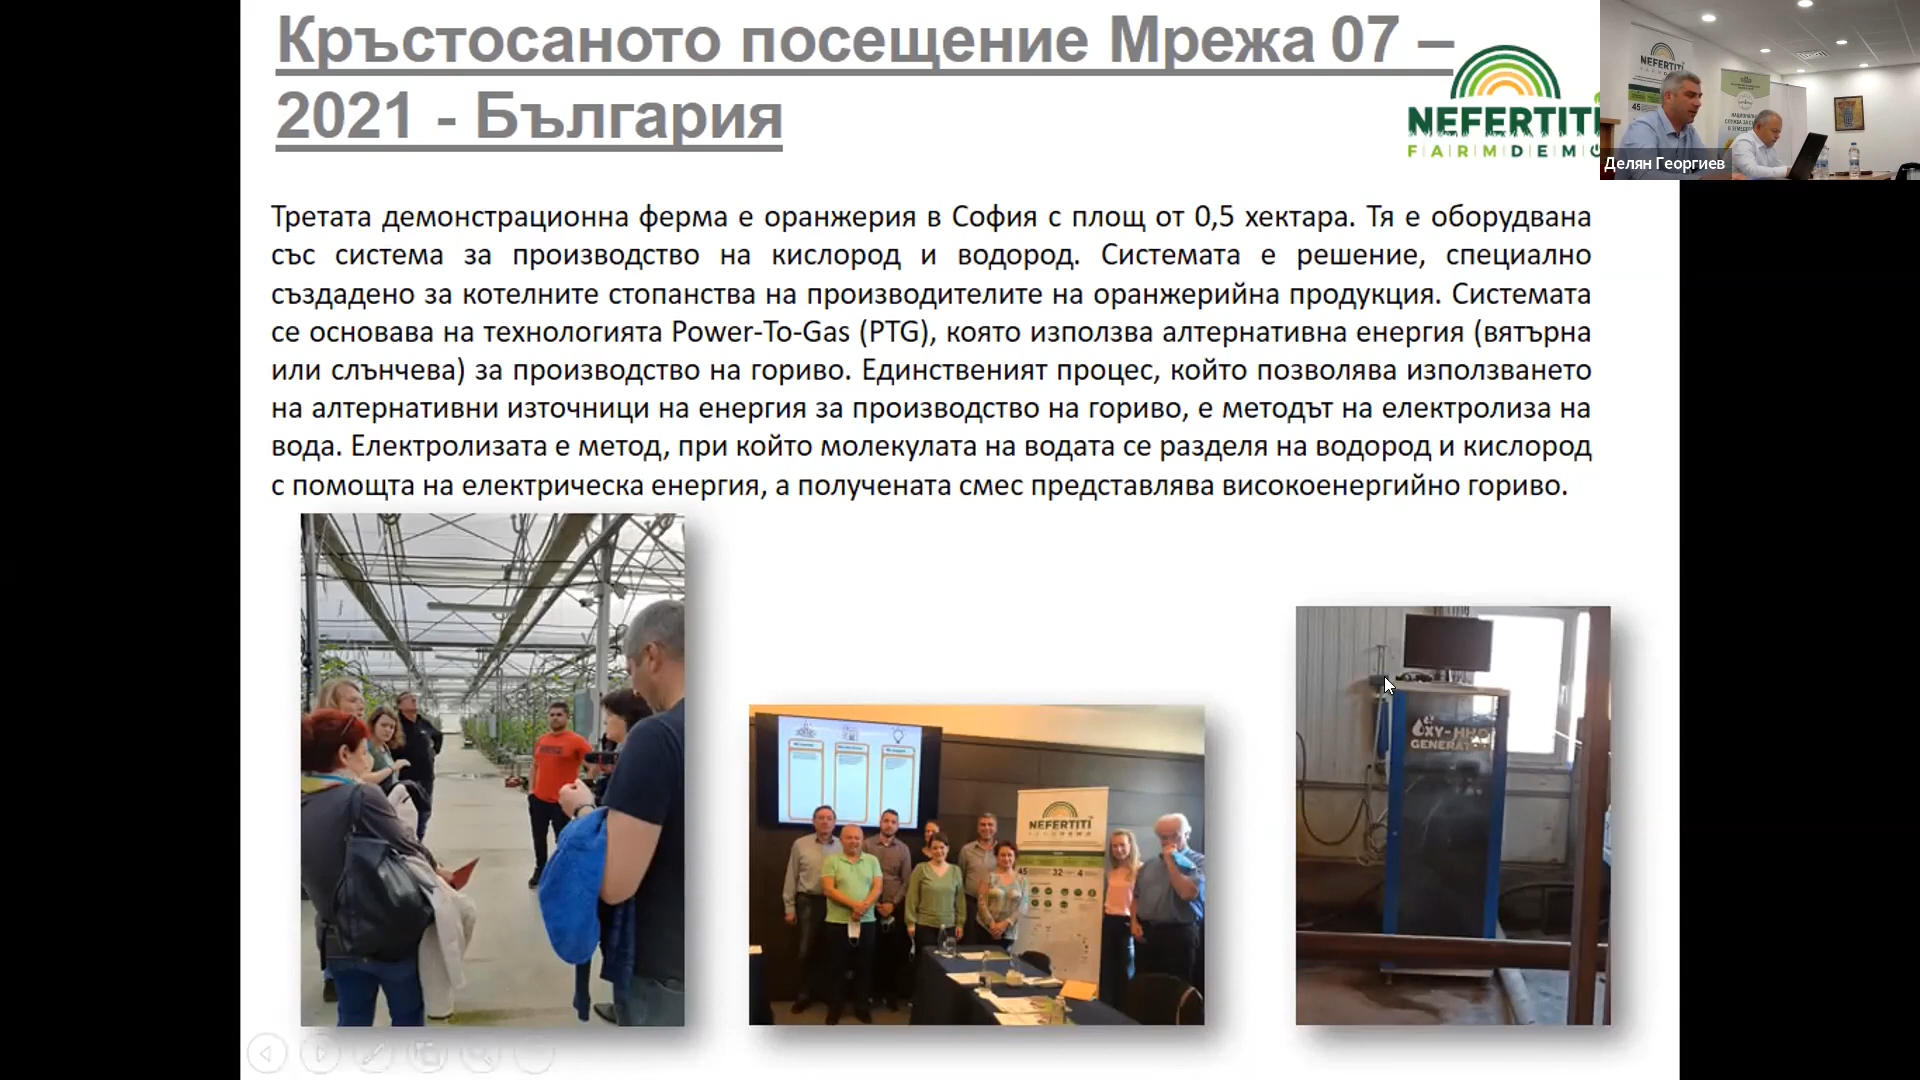 Кръстосаното посещение Мрежа 07 –
2021 - България
NEFERTITI
FARMDEMO
NEFERTITI
45
Делян Георгиев
Третата демонстрационна ферма е оранжерия в София с площ от 0,5 хектара. Тя е оборудвана
със система за производство на кислород и водород. Системата е решение, специално
създадено за котелните стопанства на производителите на оранжерийна продукция. Системата
се основава на технологията Power-To-Gas (PTG), която използва алтернативна енергия (вятърна
или слънчева) за производство на гориво. Единственият процес, който позволява използването
на алтернативни източници на енергия за производство на гориво, е методът на електролиза на
вода. Електролизата е метод, при който молекулата на водата се разделя на водород и кислород
с помощта на електрическа енергия, а получената смес представлява високоенергийно гориво.
NEFERTITI
45 32 4
OXY-HHO
GENERATOR